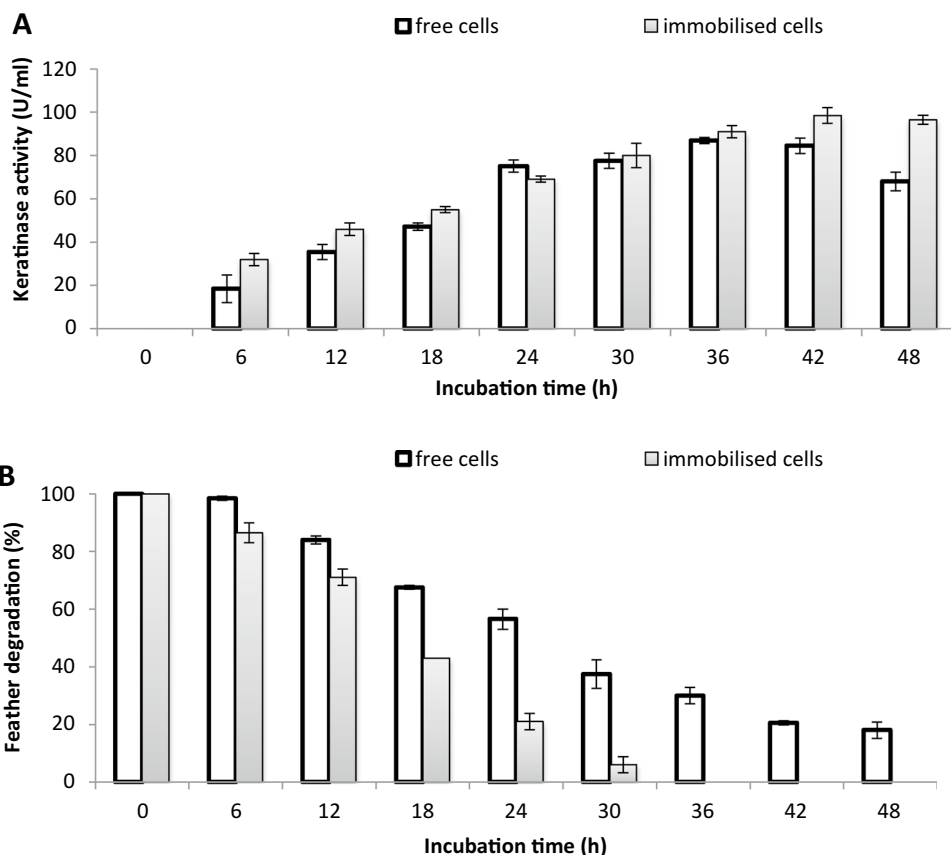 A
free cells immobilised cells
Keratinase activity (U/ml)
120
100
80
60
40
20
0
0 6 12 18 24 30 36 42 48
Incubation time (h)
B
free cells immobilised cells
Feather degradation (%)
100
80
60
40
20
0
0 6 12 18 24 30 36 42 48
Incubation time (h)